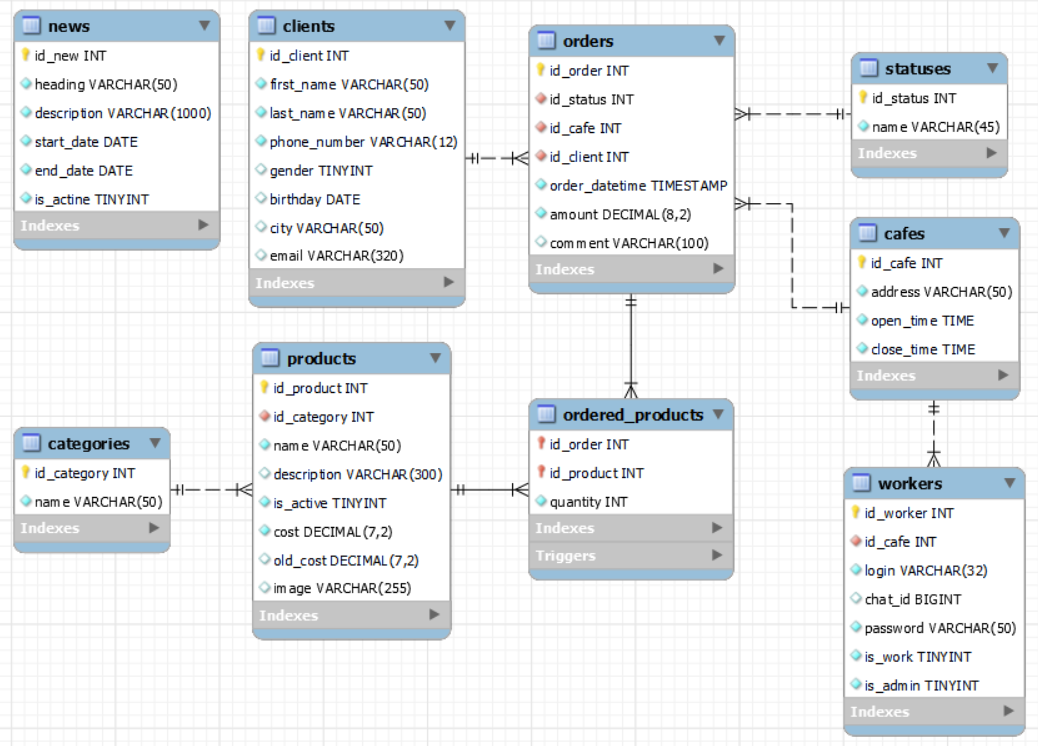 news
id_new INT
heading VARCHAR(50)
description VARCHAR(1000)
start_date DATE
end_date DATE
is_actine TINYINT
Indexes
clients
id_client INT
first_name VARCHAR(50)
last_name VARCHAR(50)
phone_number VARCHAR(12)
gender TINYINT
birthday DATE
city VARCHAR(50)
email VARCHAR(320)
Indexes
orders
id_order INT
id_status INT
id_cafe INT
id_client INT
order_datetime TIMESTAMP
amount DECIMAL(8,2)
comment VARCHAR(100)
Indexes
statuses
id_status INT
name VARCHAR(45)
Indexes
cafes
id_cafe INT
address VARCHAR(50)
open_time TIME
close_time TIME
Indexes
categories
id_category INT
name VARCHAR(50)
Indexes
products
id_product INT
id_category INT
name VARCHAR(50)
description VARCHAR(300)
is_active TINYINT
cost DECIMAL(7,2)
old_cost DECIMAL(7,2)
image VARCHAR(255)
Indexes
ordered_products
id_order INT
id_product INT
quantity INT
Indexes
Triggers
workers
id_worker INT
id_cafe INT
login VARCHAR(32)
chat_id BIGINT
password VARCHAR(50)
is_work TINYINT
is_admin TINYINT
Indexes